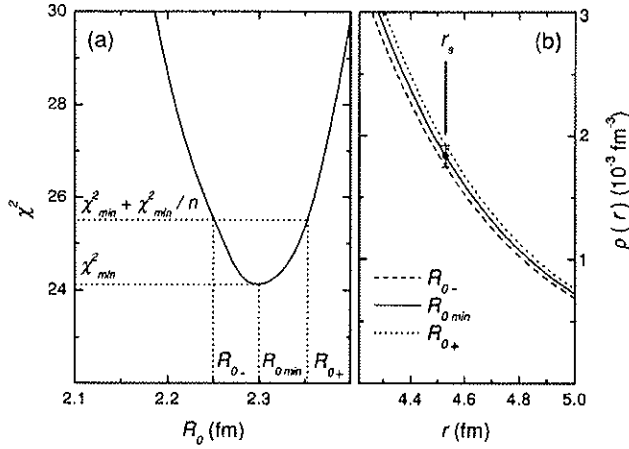 (a)
30
28
26
24
χ²
χ²min + χ²min / n
χ²min
R0-
R0min
R0+
2.1
2.2
2.3
R0 (fm)
(b)
rs
R0-
R0min
R0+
3
2
1
ρ(r) (10⁻³ fm⁻³)
4.4
4.6
4.8
5.0
r (fm)